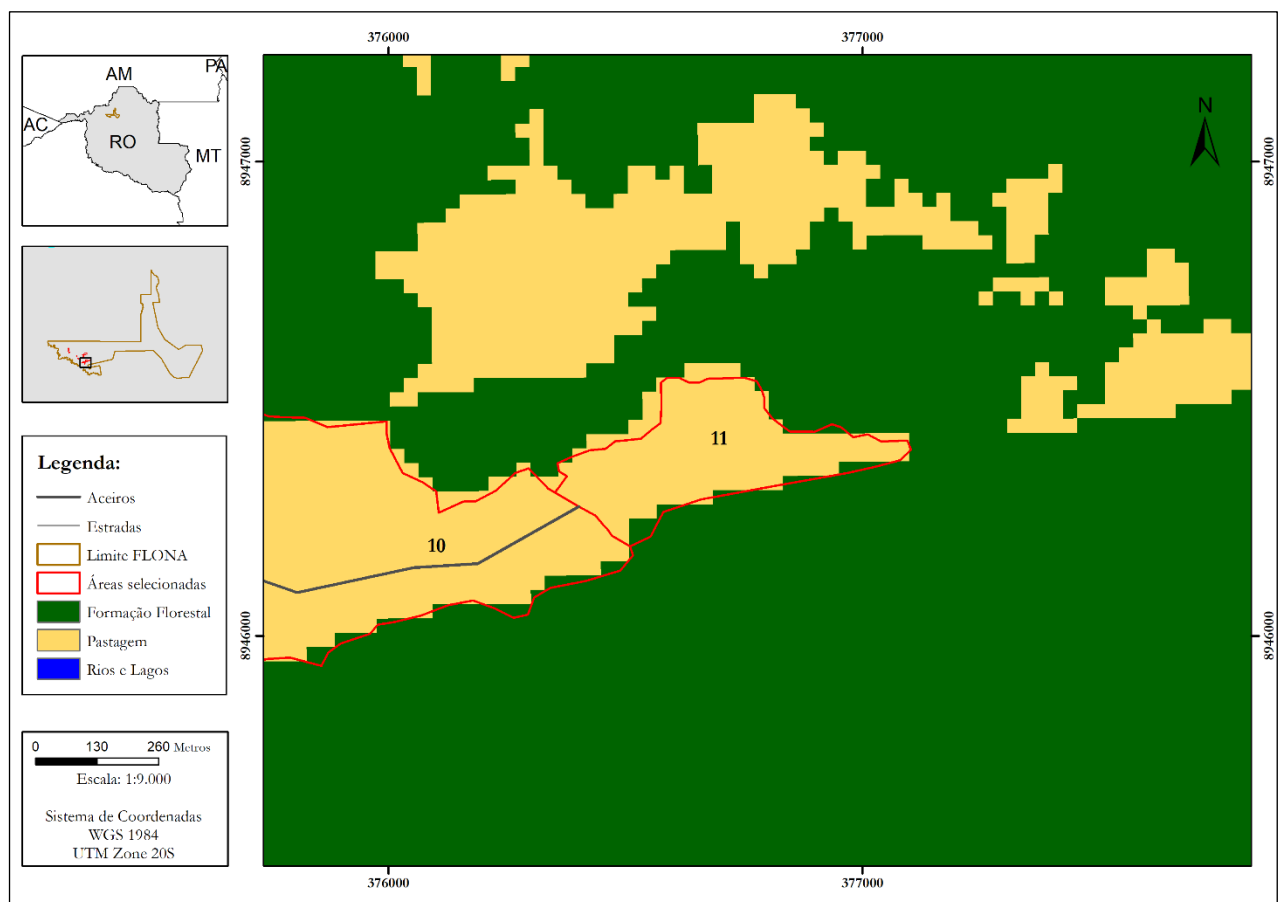 AM
PA
AC
RO
MT
Legenda:
Aceiros
Estradas
Limite FLONA
Áreas selecionadas
Formação Florestal
Pastagem
Rios e Lagos
0 130 260 Metros
Escala: 1:9.000
Sistema de Coordenadas
WGS 1984
UTM Zone 20S
376000
377000
N
8947000
8947000
11
10
8946000
8946000
376000
377000